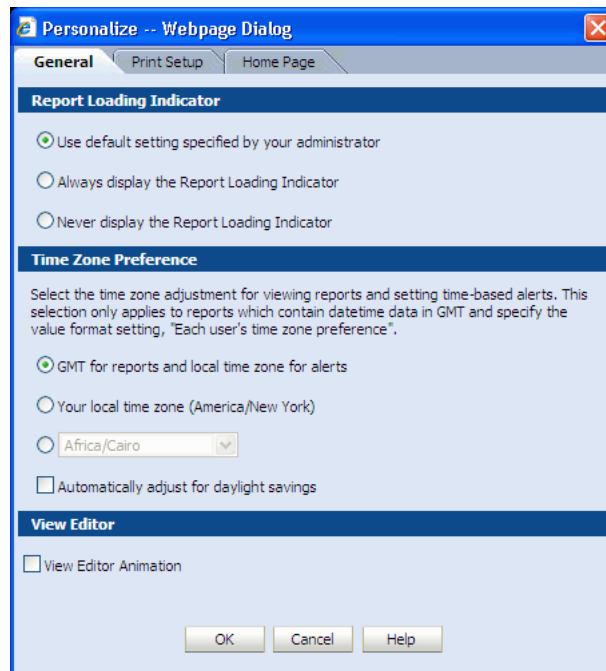 Personalize -- Webpage Dialog
General Print Setup Home Page
Report Loading Indicator
Use default setting specified by your administrator
Always display the Report Loading Indicator
Never display the Report Loading Indicator
Time Zone Preference
Select the time zone adjustment for viewing reports and setting time-based alerts. This
selection only applies to reports which contain datetime data in GMT and specify the
value format setting, "Each user's time zone preference".
GMT for reports and local time zone for alerts
Your local time zone (America/New York)
Africa/Cairo
Automatically adjust for daylight savings
View Editor
View Editor Animation
OK Cancel Help